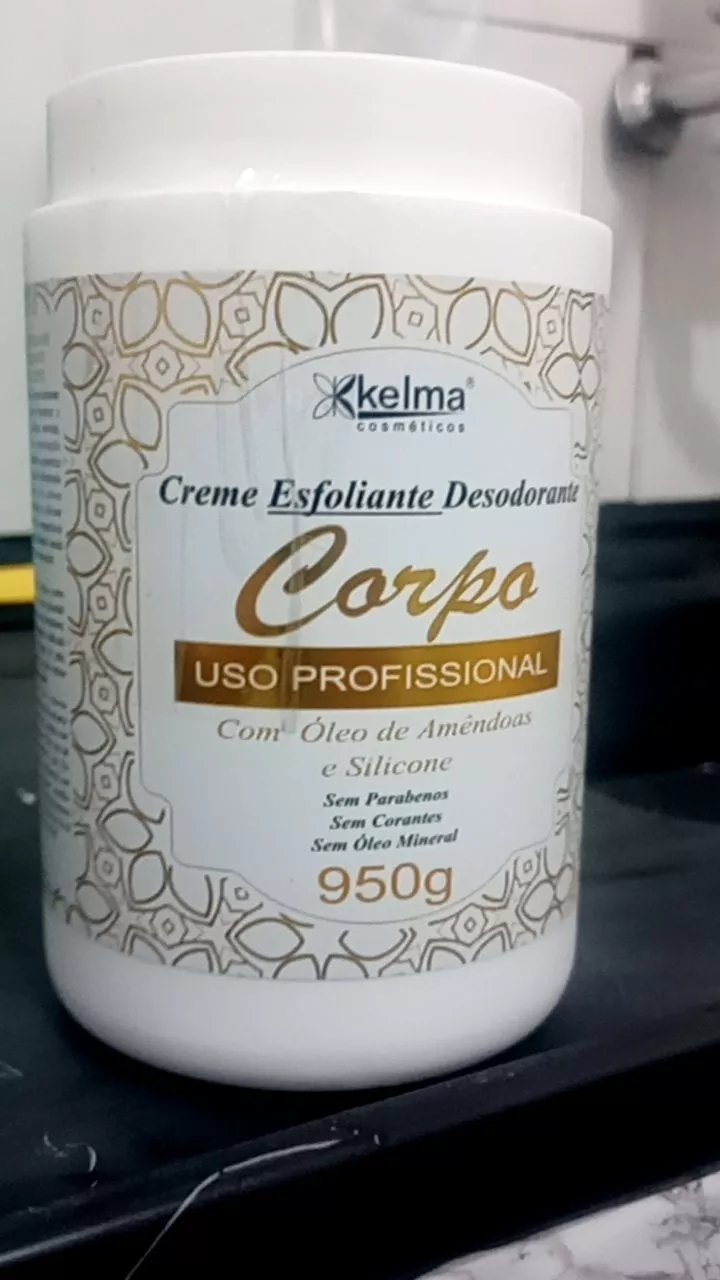 kelma®
cosméticos
Creme Esfoliante Desodorante
Corpo
USO PROFISSIONAL
Com Óleo de Amêndoas
e Silicone
Sem Parabenos
Sem Corantes
Sem Óleo Mineral
950g